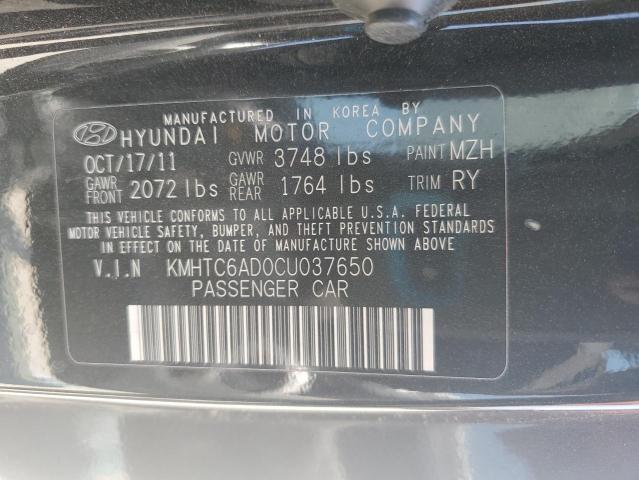 MANUFACTURED IN KOREA BY
HYUNDAI MOTOR COMPANY
OCT/17/11 GVWR 3748 lbs PAINT MZH
GAWR FRONT 2072 lbs GAWR REAR 1764 lbs TRIM RY
THIS VEHICLE CONFORMS TO ALL APPLICABLE U.S.A. FEDERAL
MOTOR VEHICLE SAFETY, BUMPER, AND THEFT PREVENTION STANDARDS
IN EFFECT ON THE DATE OF MANUFACTURE SHOWN ABOVE
V.I.N KMHTC6AD0CU037650
PASSENGER CAR